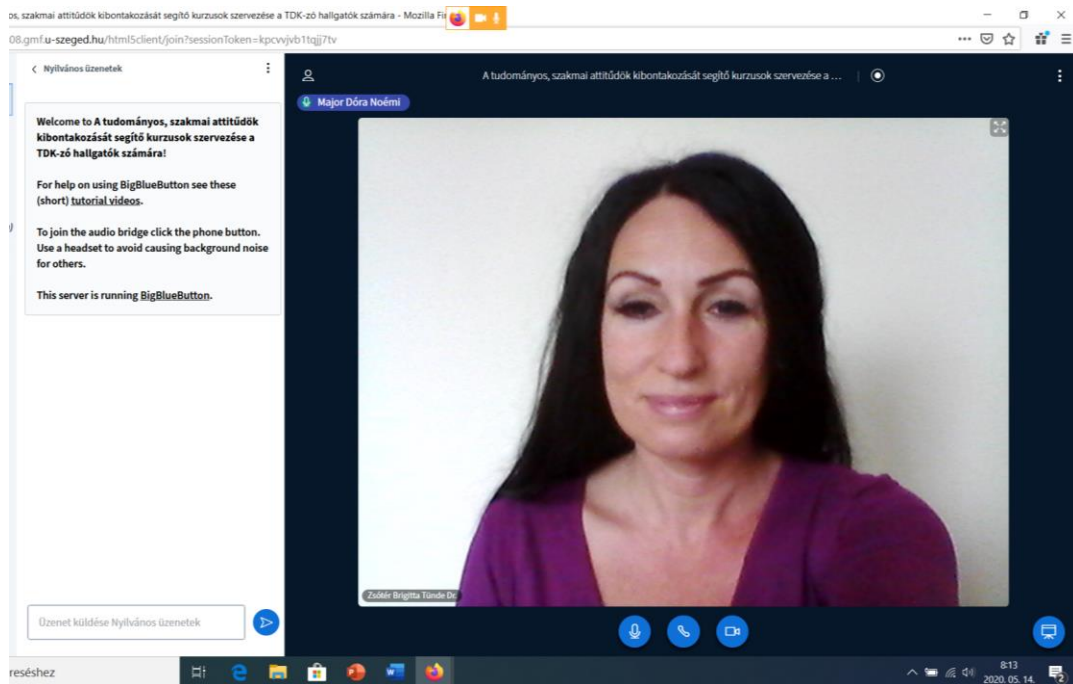 os, szakmai attitűdök kibontakozását segítő kurzusok szervezése a TDK-zó hallgatók számára - Mozilla Fir
08.gmf.u-szeged.hu/html5client/join?sessionToken=kpcvvjvb1tqjj7tv
Nyilvános üzenetek
Welcome to A tudományos, szakmai attitűdök
kibontakozását segítő kurzusok szervezése a
TDK-zó hallgatók számára!
For help on using BigBlueButton see these
(short) tutorial videos.
To join the audio bridge click the phone button.
Use a headset to avoid causing background noise
for others.
This server is running BigBlueButton.
Üzenet küldése Nyilvános üzenetek
A tudományos, szakmai attitűdök kibontakozását segítő kurzusok szervezése a ...
Major Dóra Noémi
Zsótér Brigitta Tünde Dr.
reséshez
8:13
2020. 05. 14.
2